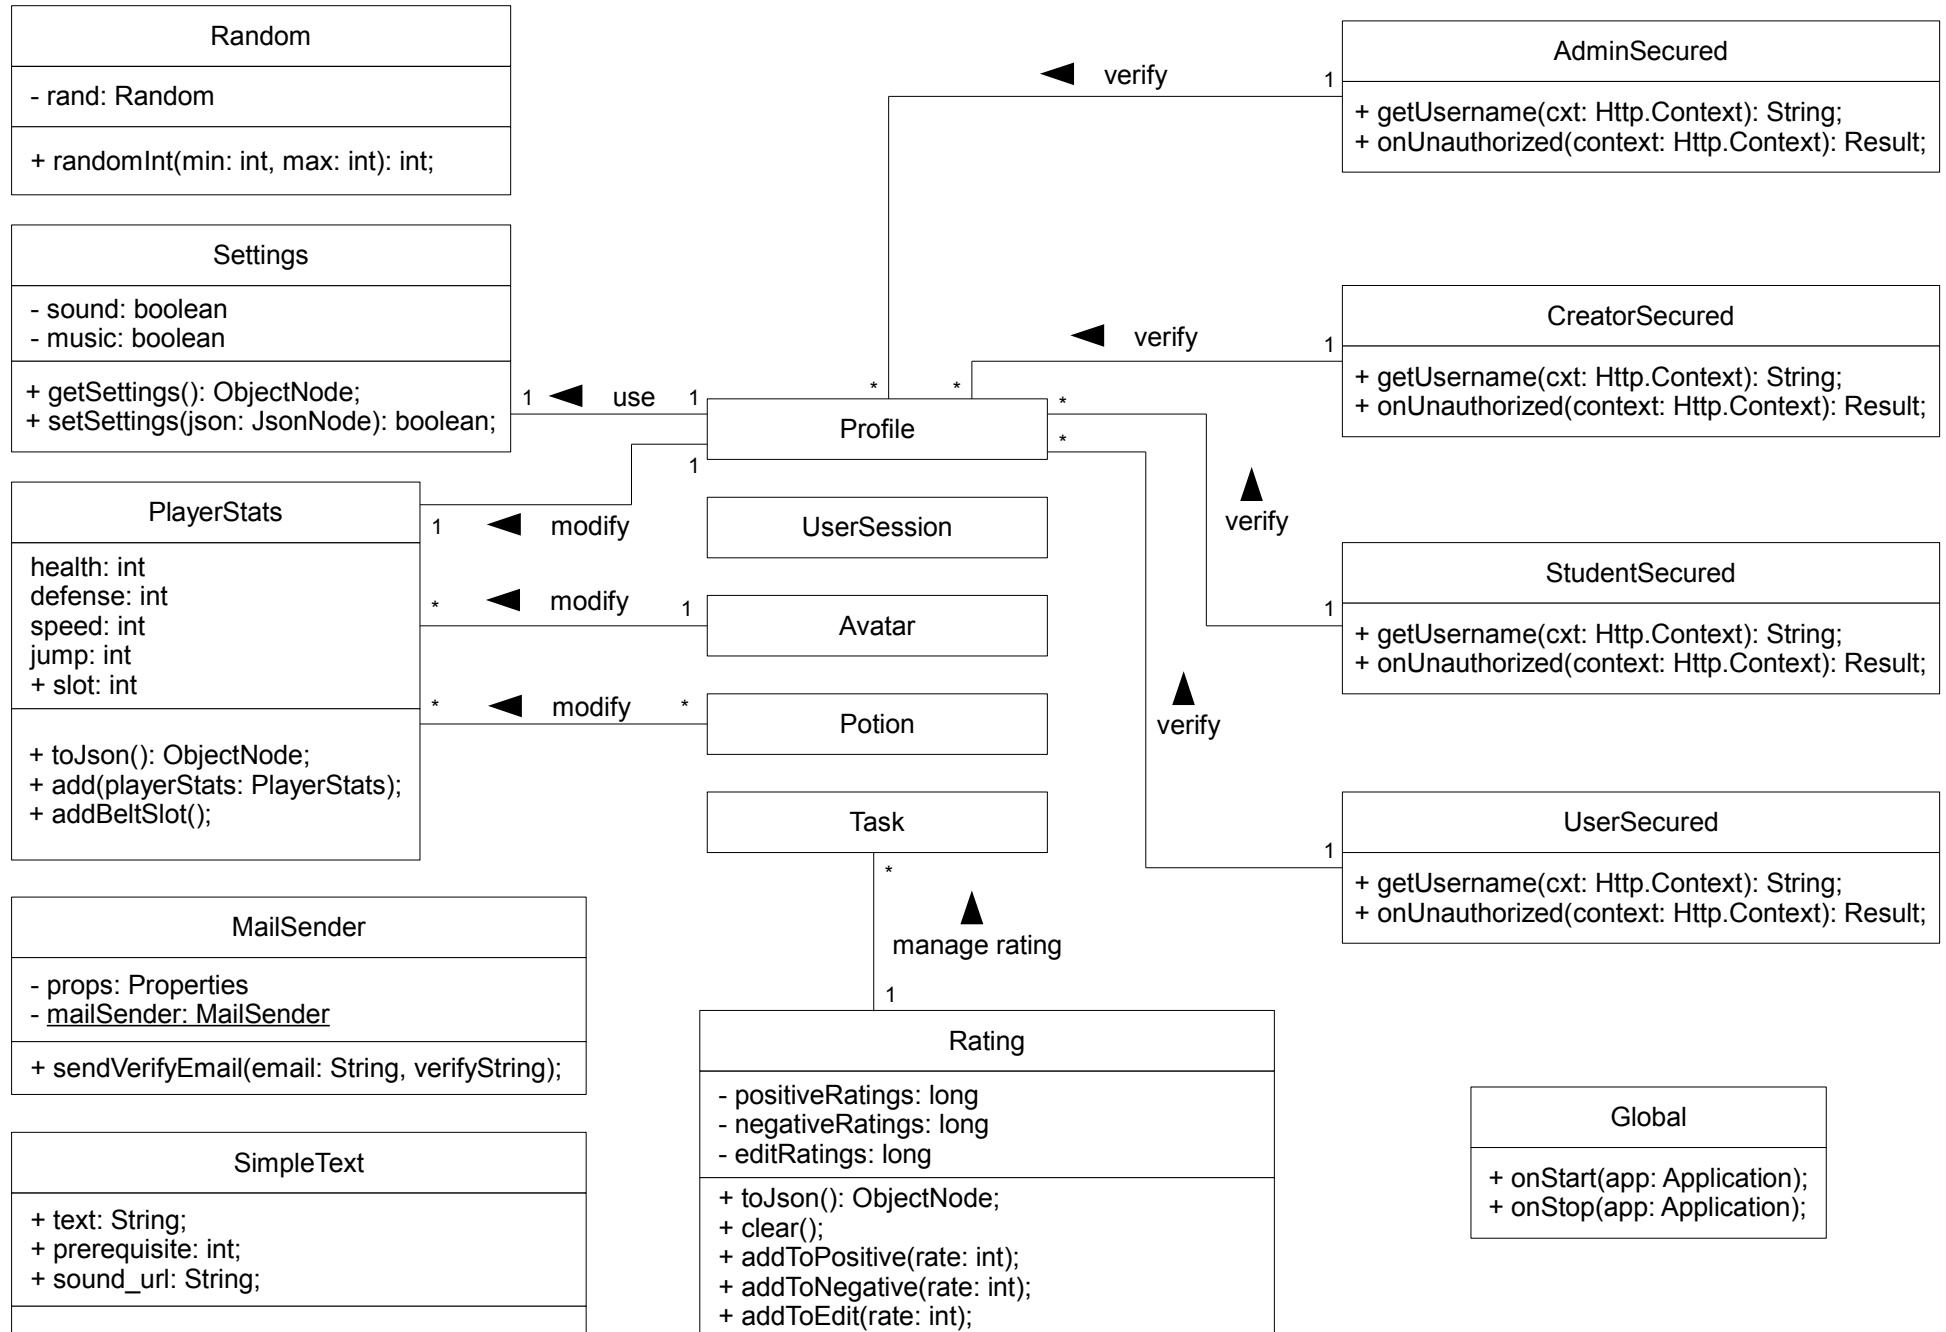 Random
- rand: Random
+ randomInt(min: int, max: int): int;
Settings
- sound: boolean
- music: boolean
+ getSettings(): ObjectNode;
+ setSettings(json: JsonNode): boolean;
1
use
1
PlayerStats
health: int
defense: int
speed: int
jump: int
+ slot: int
+ toJson(): ObjectNode;
+ add(playerStats: PlayerStats);
+ addBeltSlot();
1
modify
1
*
modify
1
*
modify
*
MailSender
- props: Properties
- mailSender: MailSender
+ sendVerifyEmail(email: String, verifyString);
SimpleText
+ text: String;
+ prerequisite: int;
+ sound_url: String;
Profile
UserSession
Avatar
Potion
Task
*
manage rating
1
Rating
- positiveRatings: long
- negativeRatings: long
- editRatings: long
+ toJson(): ObjectNode;
+ clear();
+ addToPositive(rate: int);
+ addToNegative(rate: int);
+ addToEdit(rate: int);
*
verify
1
AdminSecured
+ getUsername(cxt: Http.Context): String;
+ onUnauthorized(context: Http.Context): Result;
*
verify
1
CreatorSecured
+ getUsername(cxt: Http.Context): String;
+ onUnauthorized(context: Http.Context): Result;
*
verify
1
StudentSecured
+ getUsername(cxt: Http.Context): String;
+ onUnauthorized(context: Http.Context): Result;
*
verify
1
UserSecured
+ getUsername(cxt: Http.Context): String;
+ onUnauthorized(context: Http.Context): Result;
Global
+ onStart(app: Application);
+ onStop(app: Application);